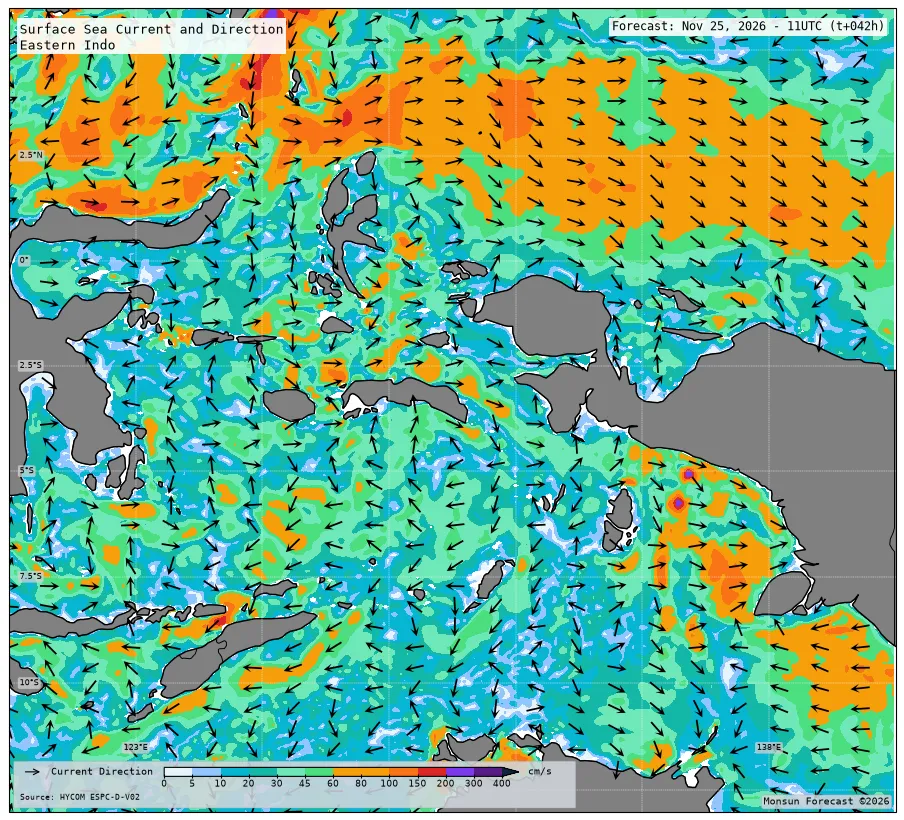 Surface Sea Current and Direction
Eastern Indo
Forecast: Nov 25, 2026 - 11UTC (t+042h)
2.5°N
0°
2.5°S
5°S
7.5°S
10°S
123°E
138°E
Current Direction
0 5 10 20 30 45 60 80 100 150 200 300 400
cm/s
Source: HYCOM ESPC-D-V02
Monsun Forecast ©2026